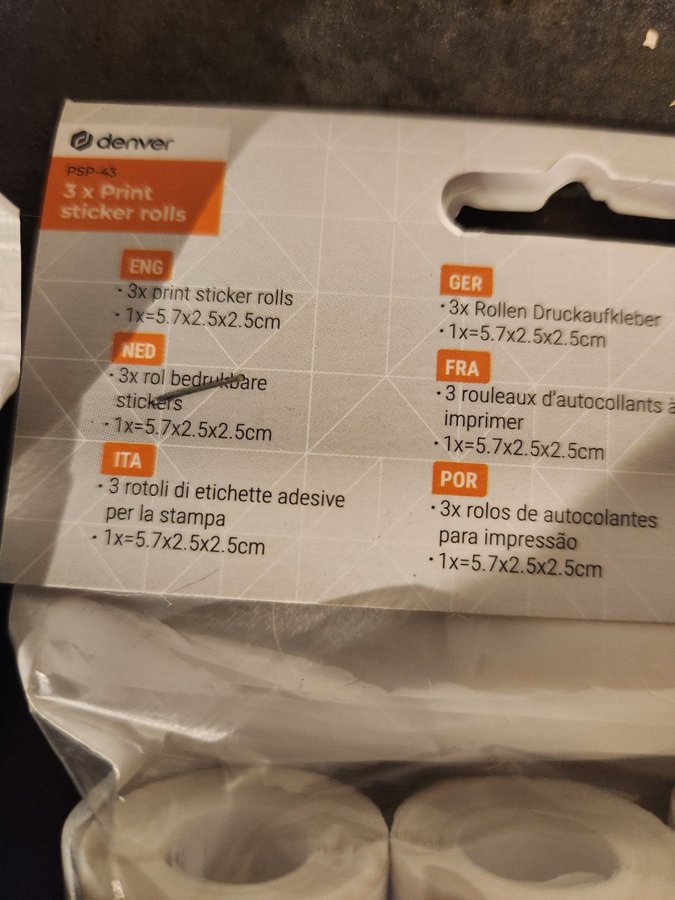 denver
PSP-43
3 x Print
sticker rolls
ENG
· 3x print sticker rolls
· 1x=5.7x2.5x2.5cm
NED
· 3x rol bedrukbare
stickers
· 1x=5.7x2.5x2.5cm
ITA
· 3 rotoli di etichette adesive
per la stampa
· 1x=5.7x2.5x2.5cm
GER
· 3x Rollen Druckaufkleber
· 1x=5.7x2.5x2.5cm
FRA
· 3 rouleaux d'autocollants à
imprimer
· 1x=5.7x2.5x2.5cm
POR
· 3x rolos de autocolantes
para impressão
· 1x=5.7x2.5x2.5cm